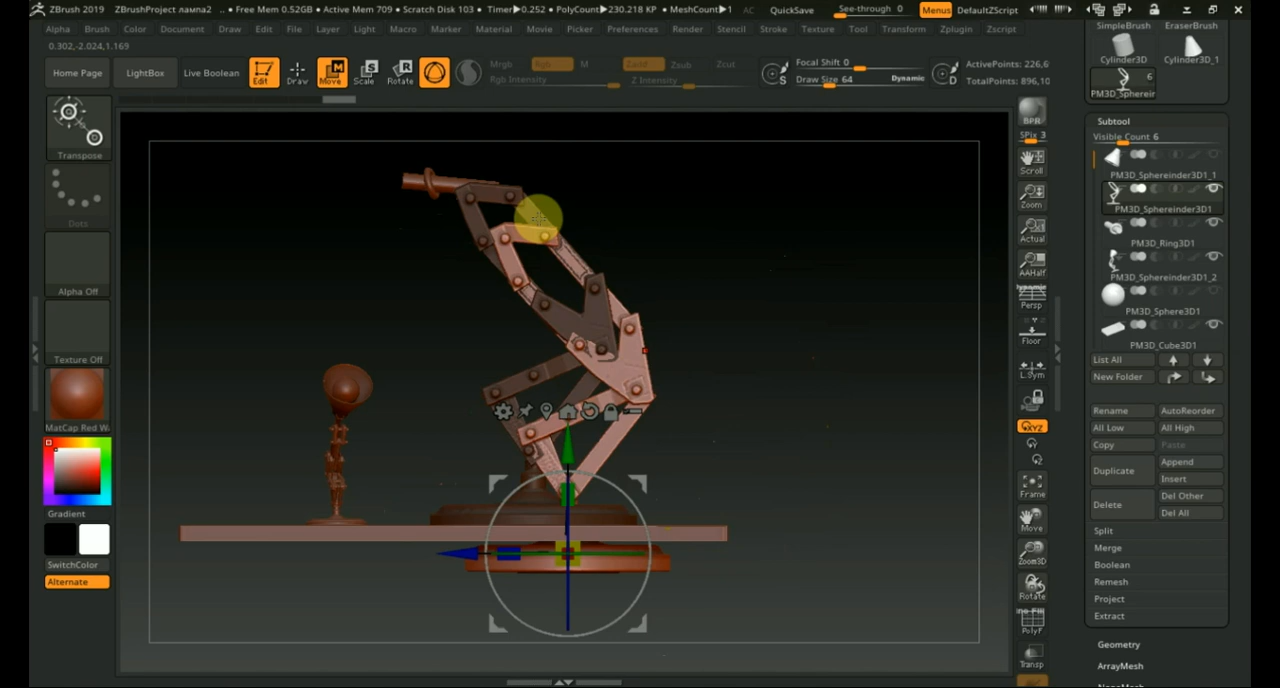 ZBrush 2019 ZBrushProject лампа2 .. • Free Mem 0.52GB • Active Mem 709 • Scratch Disk 103 • Timer▶0.252 • PolyCount▶230.218 KP • MeshCount▶1 AC QuickSave See-through 0 Menus DefaultZScript
Alpha Brush Color Document Draw Edit File Layer Light Macro Marker Material Movie Picker Preferences Render Stencil Stroke Texture Tool Transform Zplugin Zscript
0.302,-2.024,1.169
Home Page LightBox Live Boolean Edit Draw Move Scale Rotate
Mrgb Rgb M Zadd Zsub Zcut
Rgb Intensity Z Intensity
Focal Shift 0
Draw Size 64 Dynamic
S D
ActivePoints: 226,6
TotalPoints: 896,10
Transpose
Dots
Alpha Off
Texture Off
MatCap Red W
Gradient
SwitchColor
Alternate
BPR
SPix 3
Scroll
Zoom
Actual
AAHalf
Dynamic
Persp
Floor
L.Sym
XYZ
Frame
Move
Zoom3D
Rotate
PolyF
Transp
SimpleBrush EraserBrush
Cylinder3D Cylinder3D_1
6
PM3D_Spherein
Subtool
Visible Count 6
PM3D_Sphereinder3D1_1
PM3D_Sphereinder3D1
PM3D_Ring3D1
PM3D_Sphereinder3D1_2
PM3D_Sphere3D1
PM3D_Cube3D1
List All
New Folder
Rename AutoReorder
All Low All High
Copy Paste
Duplicate Append
Insert
Delete Del Other
Del All
Split
Merge
Boolean
Remesh
Project
Extract
Geometry
ArrayMesh